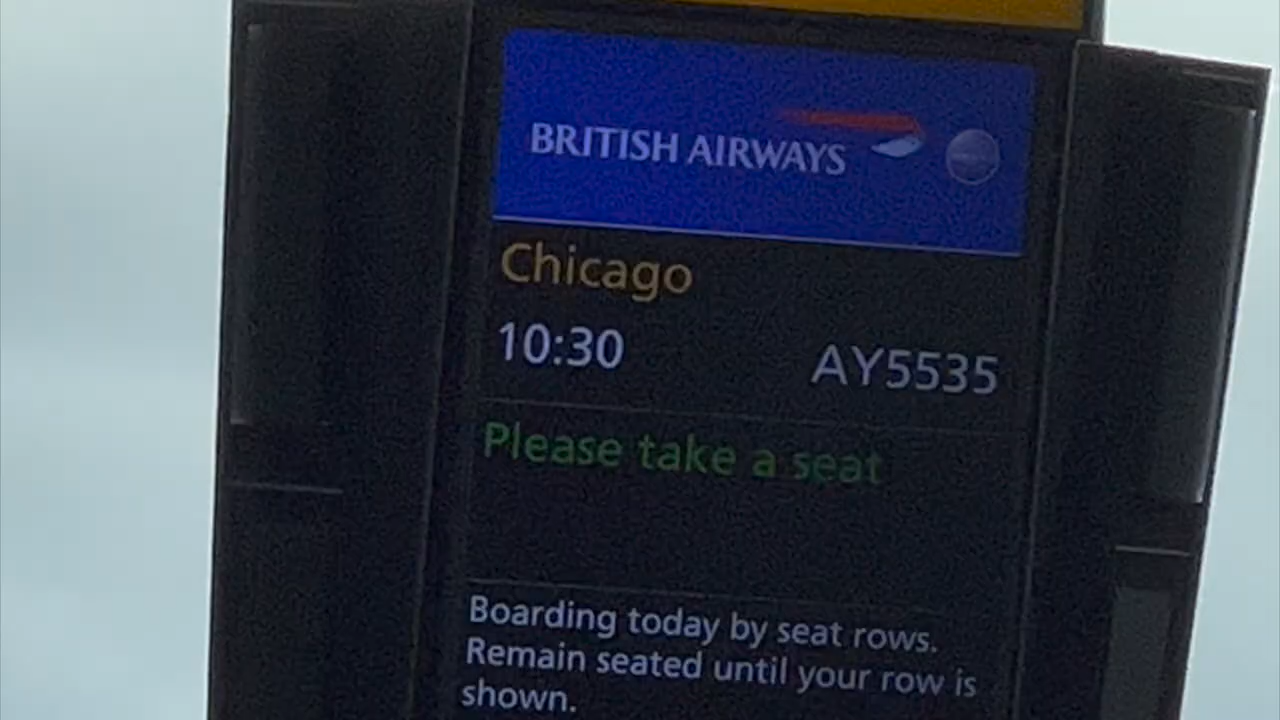 BRITISH AIRWAYS
Chicago
10:30 AY5535
Please take a seat
Boarding today by seat rows.
Remain seated until your row is
shown.